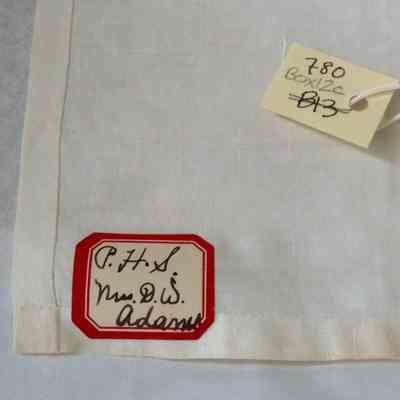 780
Box12c
B13
P.H.S.
Mrs. D.W.
Adams